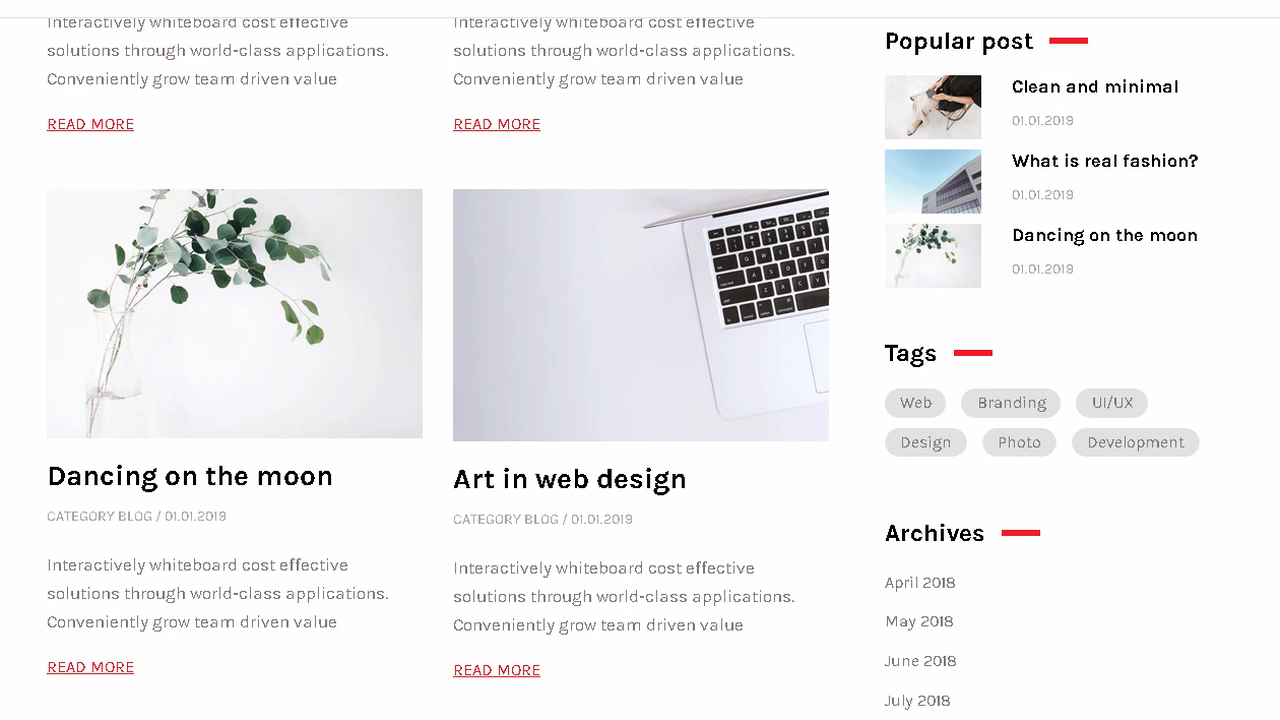 Interactively whiteboard cost effective
solutions through world-class applications.
Conveniently grow team driven value
READ MORE
Interactively whiteboard cost effective
solutions through world-class applications.
Conveniently grow team driven value
READ MORE
Dancing on the moon
CATEGORY BLOG / 01.01.2019
Interactively whiteboard cost effective
solutions through world-class applications.
Conveniently grow team driven value
READ MORE
Art in web design
CATEGORY BLOG / 01.01.2019
Interactively whiteboard cost effective
solutions through world-class applications.
Conveniently grow team driven value
READ MORE
Popular post
Clean and minimal
01.01.2019
What is real fashion?
01.01.2019
Dancing on the moon
01.01.2019
Tags
Web Branding UI/UX
Design Photo Development
Archives
April 2018
May 2018
June 2018
July 2018